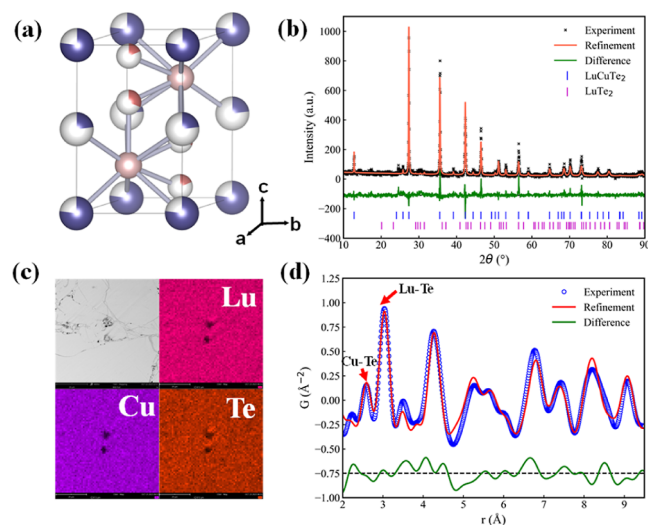 (a)
c
b
a
(b)
Experiment
Refinement
Difference
LuCuTe₂
LuTe₂
Intensity (a.u.)
1000
800
600
400
200
0
−200
−400
10 20 30 40 50 60 70 80 90
2θ (°)
(c)
Lu
Cu
Te
(d)
Experiment
Refinement
Difference
Lu-Te
Cu-Te
G (Å⁻²)
1.25
1.00
0.75
0.50
0.25
0.00
−0.25
−0.50
−0.75
−1.00
2 3 4 5 6 7 8 9
r (Å)